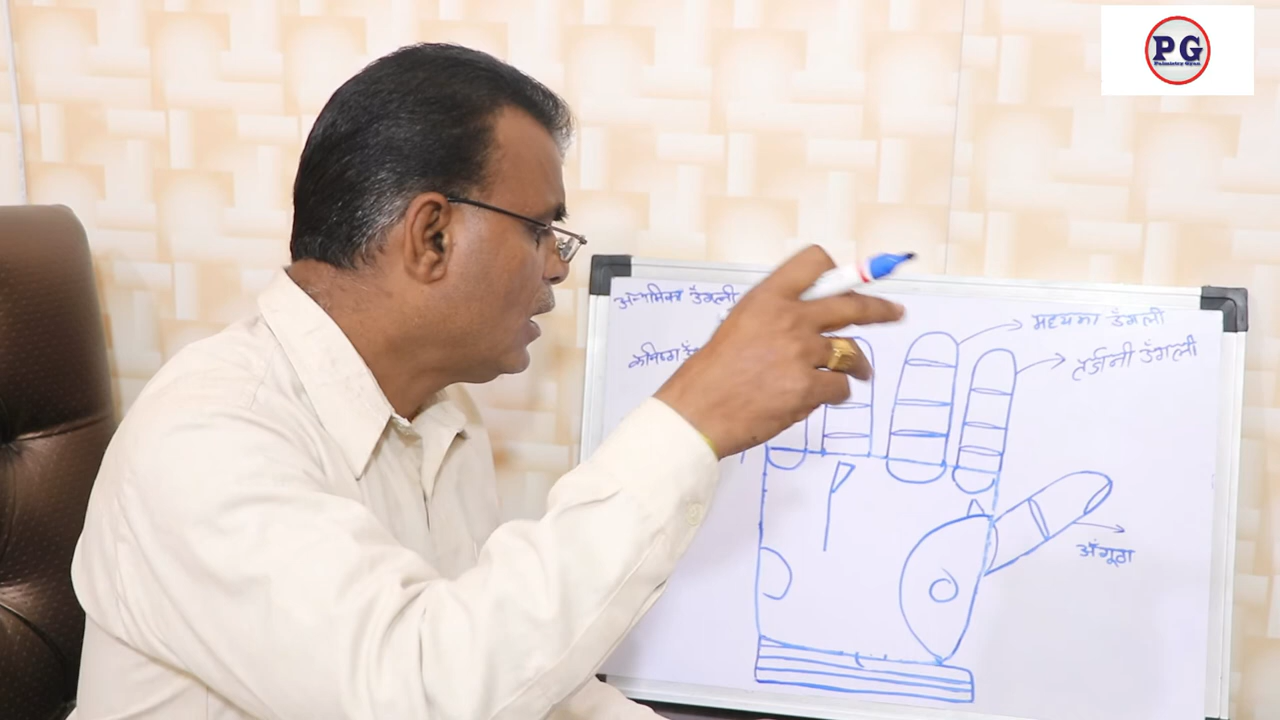 PG
Palmistry Gyan
अनामिका उँगली
मध्यमा उँगली
तर्जनी उँगली
अँगूठा